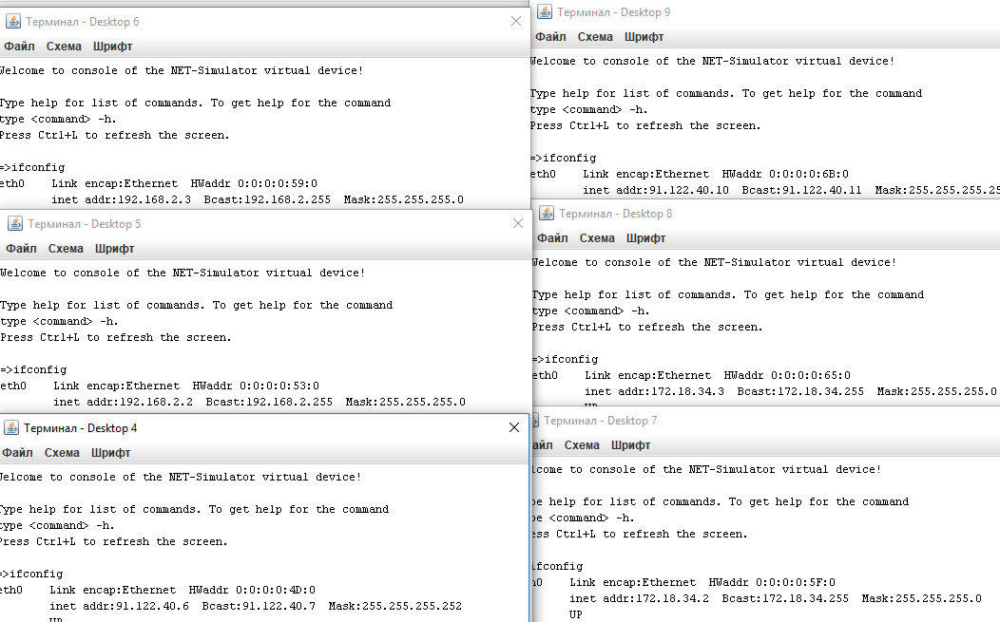 Терминал - Desktop 6
Файл Схема Шрифт
Welcome to console of the NET-Simulator virtual device!
Type help for list of commands. To get help for the command
type <command> -h.
Press Ctrl+L to refresh the screen.
=>ifconfig
eth0 Link encap:Ethernet HWaddr 0:0:0:0:59:0
inet addr:192.168.2.3 Bcast:192.168.2.255 Mask:255.255.255.0
Терминал - Desktop 5
Файл Схема Шрифт
Welcome to console of the NET-Simulator virtual device!
Type help for list of commands. To get help for the command
type <command> -h.
Press Ctrl+L to refresh the screen.
=>ifconfig
eth0 Link encap:Ethernet HWaddr 0:0:0:0:53:0
inet addr:192.168.2.2 Bcast:192.168.2.255 Mask:255.255.255.0
Терминал - Desktop 4
Файл Схема Шрифт
Welcome to console of the NET-Simulator virtual device!
Type help for list of commands. To get help for the command
type <command> -h.
Press Ctrl+L to refresh the screen.
=>ifconfig
eth0 Link encap:Ethernet HWaddr 0:0:0:0:4D:0
inet addr:91.122.40.6 Bcast:91.122.40.7 Mask:255.255.255.252
UP
Терминал - Desktop 9
Файл Схема Шрифт
Welcome to console of the NET-Simulator virtual device!
Type help for list of commands. To get help for the command
type <command> -h.
Press Ctrl+L to refresh the screen.
=>ifconfig
eth0 Link encap:Ethernet HWaddr 0:0:0:0:6B:0
inet addr:91.122.40.10 Bcast:91.122.40.11 Mask:255.255.255.25
Терминал - Desktop 8
Файл Схема Шрифт
Welcome to console of the NET-Simulator virtual device!
Type help for list of commands. To get help for the command
type <command> -h.
Press Ctrl+L to refresh the screen.
=>ifconfig
eth0 Link encap:Ethernet HWaddr 0:0:0:0:65:0
inet addr:172.18.34.3 Bcast:172.18.34.255 Mask:255.255.255.0
UP
Терминал - Desktop 7
айл Схема Шрифт
lcome to console of the NET-Simulator virtual device!
pe help for list of commands. To get help for the command
pe <command> -h.
ess Ctrl+L to refresh the screen.
>ifconfig
h0 Link encap:Ethernet HWaddr 0:0:0:0:5F:0
inet addr:172.18.34.2 Bcast:172.18.34.255 Mask:255.255.255.0
UP